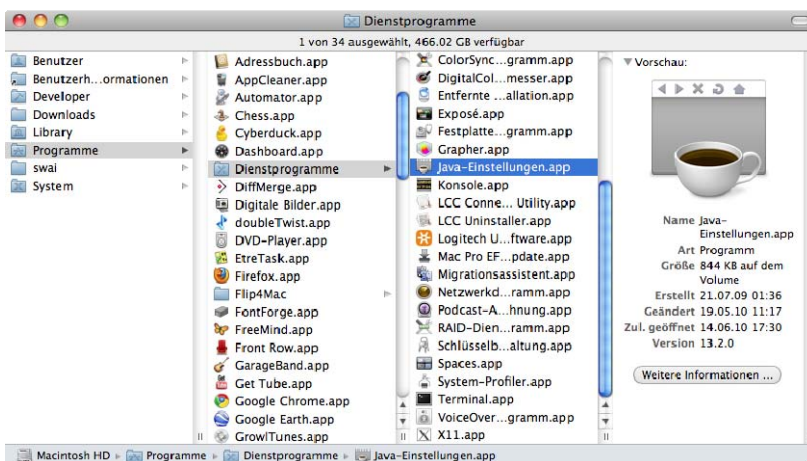 Dienstprogramme
1 von 34 ausgewählt, 466.02 GB verfügbar
Benutzer
Benutzerh...ormationen
Developer
Downloads
Library
Programme
swai
System
Adressbuch.app
AppCleaner.app
Automator.app
Chess.app
Cyberduck.app
Dashboard.app
Dienstprogramme
DiffMerge.app
Digitale Bilder.app
doubleTwist.app
DVD-Player.app
EtreTask.app
Firefox.app
Flip4Mac
FontForge.app
FreeMind.app
Front Row.app
GarageBand.app
Get Tube.app
Google Chrome.app
Google Earth.app
GrowlTunes.app
ColorSync...gramm.app
DigitalCol...messer.app
Entfernte ...allation.app
Exposé.app
Festplatte...gramm.app
Grapher.app
Java-Einstellungen.app
Konsole.app
LCC Conne... Utility.app
LCC Uninstaller.app
Logitech U...ftware.app
Mac Pro EF...pdate.app
Migrationsassistent.app
Netzwerkd...ramm.app
Podcast-A...hnung.app
RAID-Dien...ramm.app
Schlüsselb...altung.app
Spaces.app
System-Profiler.app
Terminal.app
VoiceOver...gramm.app
X11.app
Vorschau:
Name Java-
Einstellungen.app
Art Programm
Größe 844 KB auf dem
Volume
Erstellt 21.07.09 01:36
Geändert 19.05.10 11:17
Zul. geöffnet 14.06.10 17:30
Version 13.2.0
Weitere Informationen ...
Macintosh HD ▸ Programme ▸ Dienstprogramme ▸ Java-Einstellungen.app